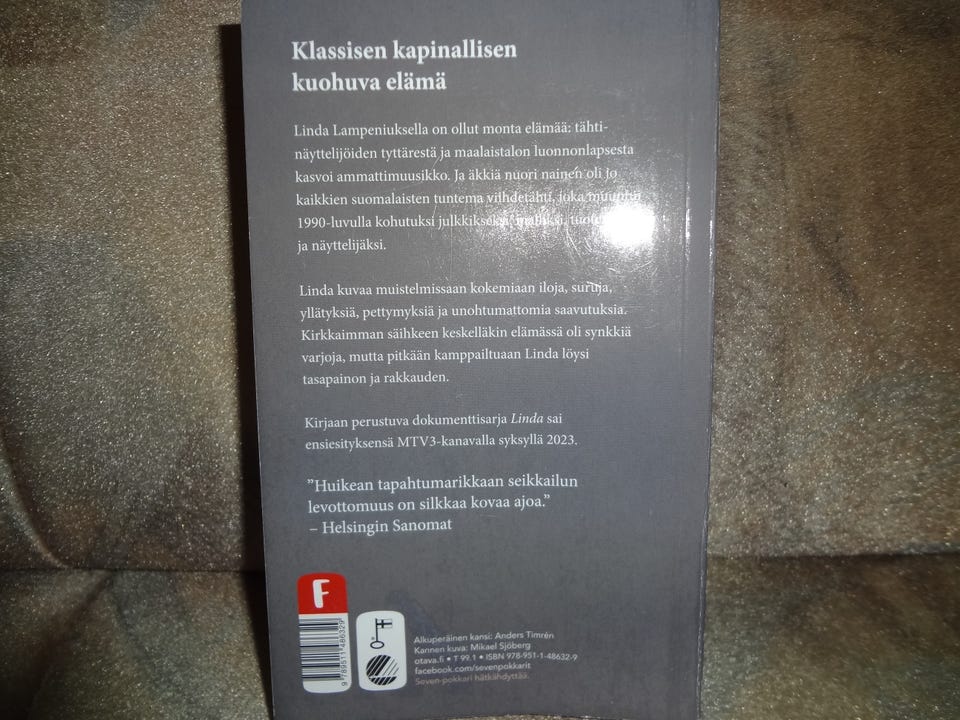 Klassisen kapinallisen
kuohuva elämä
Linda Lampeniuksella on ollut monta elämää: tähti-
näyttelijöiden tyttärestä ja maalaistalon luonnonlapsesta
kasvoi ammattimuusikko. Ja äkkiä nuori nainen oli jo
kaikkien suomalaisten tuntema viihdetähti, joka muuttui
1990-luvulla kohutuksi julkkikseksi, malliksi,
ja näyttelijäksi.
Linda kuvaa muistelmissaan kokemiaan iloja, suruja,
yllätyksiä, pettymyksiä ja unohtumattomia saavutuksia.
Kirkkaimman säihkeen keskelläkin elämässä oli synkkiä
varjoja, mutta pitkään kamppailtuaan Linda löysi
tasapainon ja rakkauden.
Kirjaan perustuva dokumenttisarja Linda sai
ensiesityksensä MTV3-kanavalla syksyllä 2023.
”Huikean tapahtumarikkaan seikkailun
levottomuus on silkkaa kovaa ajoa.”
– Helsingin Sanomat
F
9789511486329
Alkuperäinen kansi: Anders Timrén
Kannen kuva: Mikael Sjöberg
otava.fi • T 99.1 • ISBN 978-951-1-48632-9
facebook.com/sevenpokkarit
Seven-pokkari hätkähdyttää.